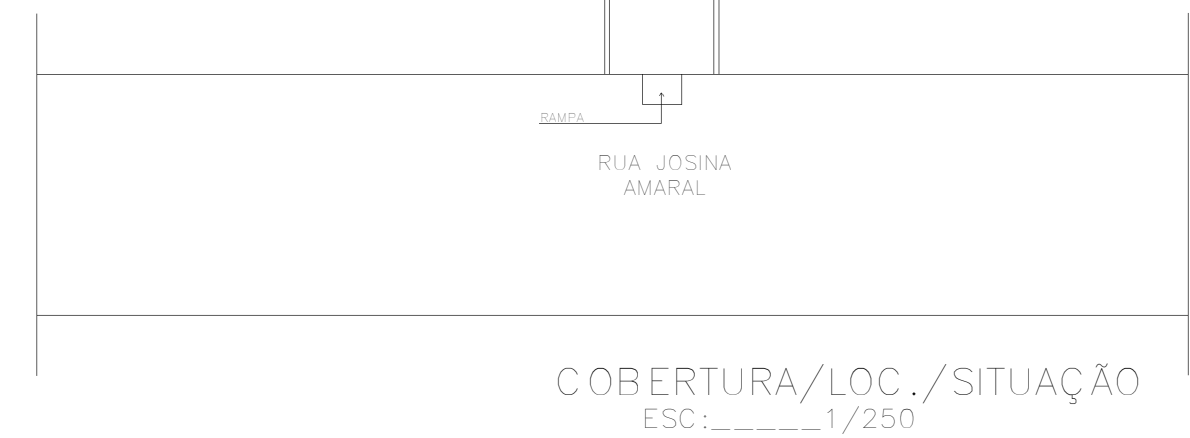 RAMPA
RUA JOSINA
AMARAL
COBERTURA/LOC./SITUAÇÃO
ESC:_____1/250